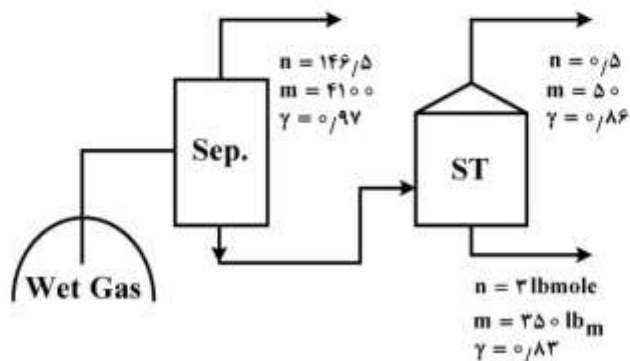 n = ۱۴۶/۵
m = ۴۱۰۰
γ = ۰/۹۷
n = ۰/۵
m = ۵۰
γ = ۰/۸۶
Sep.
ST
Wet Gas
n = ۳ lbmole
m = ۳۵۰ lbm
γ = ۰/۸۳